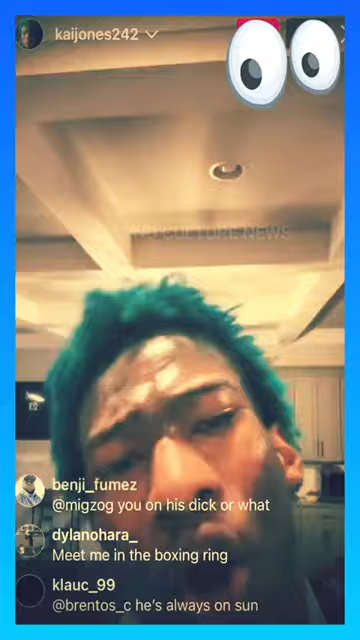 kaijones242
CULTURE NEWS
benji_fumez
@migzog you on his dick or what
dylanohara_
Meet me in the boxing ring
klauc_99
@brentos_c he's always on sun